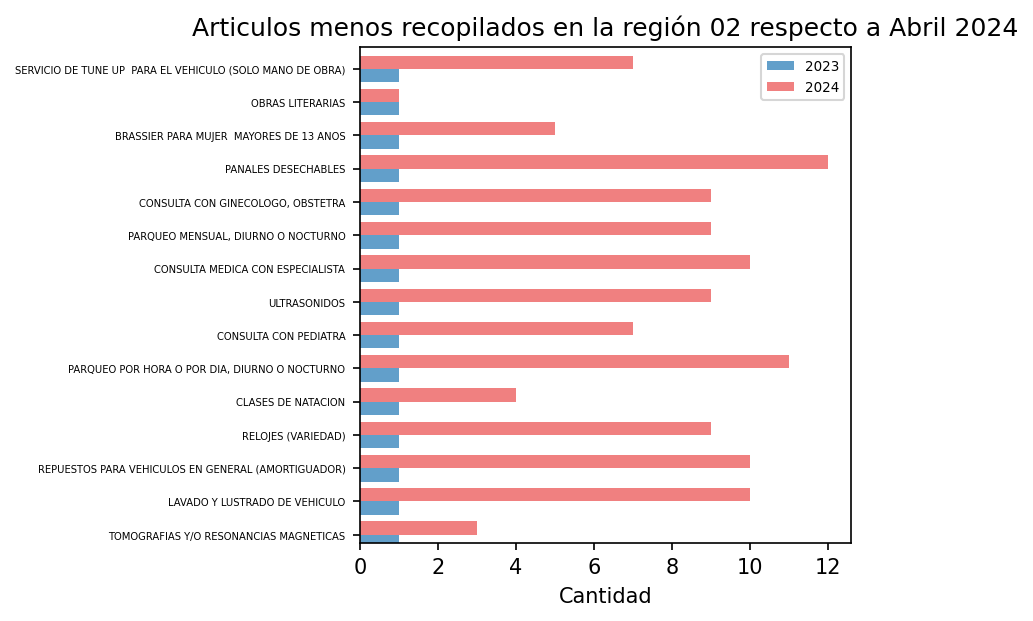 Articulos menos recopilados en la región 02 respecto a Abril 2024
SERVICIO DE TUNE UP  PARA EL VEHICULO (SOLO MANO DE OBRA)
OBRAS LITERARIAS
BRASSIER PARA MUJER  MAYORES DE 13 ANOS
PANALES DESECHABLES
CONSULTA CON GINECOLOGO, OBSTETRA
PARQUEO MENSUAL, DIURNO O NOCTURNO
CONSULTA MEDICA CON ESPECIALISTA
ULTRASONIDOS
CONSULTA CON PEDIATRA
PARQUEO POR HORA O POR DIA, DIURNO O NOCTURNO
CLASES DE NATACION
RELOJES (VARIEDAD)
REPUESTOS PARA VEHICULOS EN GENERAL (AMORTIGUADOR)
LAVADO Y LUSTRADO DE VEHICULO
TOMOGRAFIAS Y/O RESONANCIAS MAGNETICAS
2023
2024
0 2 4 6 8 10 12
Cantidad